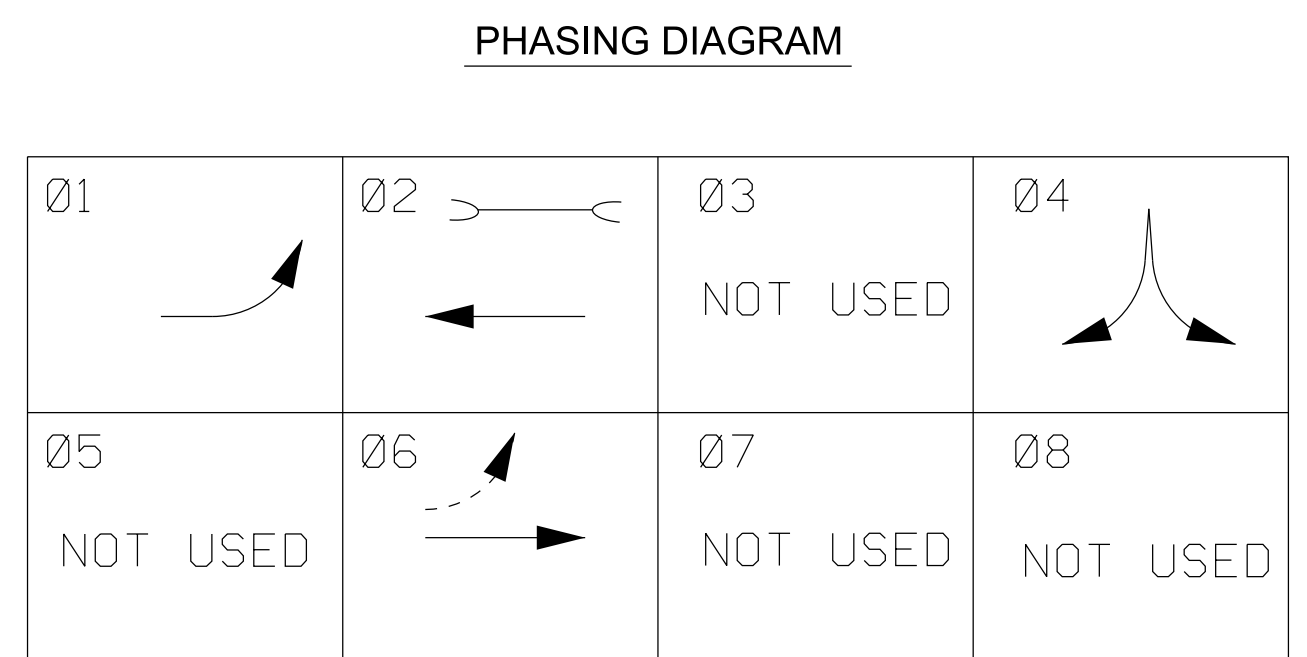 PHASING DIAGRAM
Ø1
Ø2
Ø3
NOT USED
Ø4
Ø5
NOT USED
Ø6
Ø7
NOT USED
Ø8
NOT USED